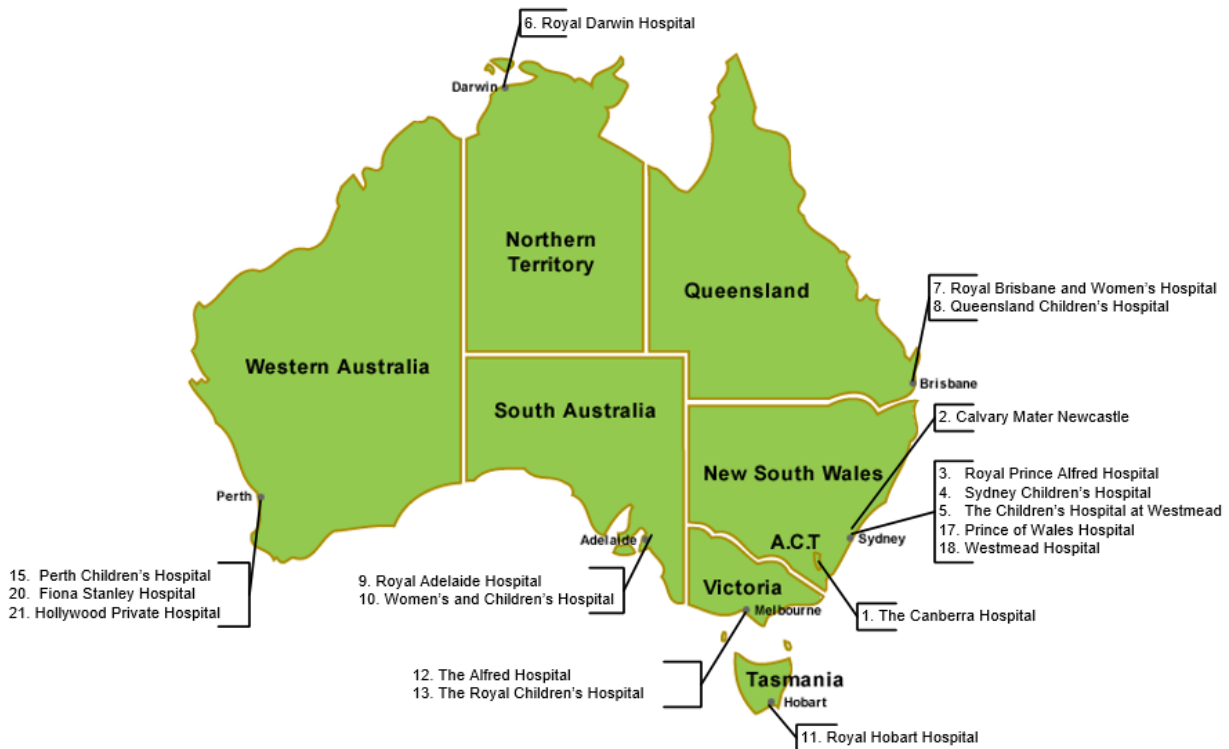 6. Royal Darwin Hospital
Darwin
Northern
Territory
Queensland
7. Royal Brisbane and Women's Hospital
8. Queensland Children's Hospital
Western Australia
Brisbane
South Australia
2. Calvary Mater Newcastle
New South Wales
3. Royal Prince Alfred Hospital
4. Sydney Children's Hospital
5. The Children's Hospital at Westmead
17. Prince of Wales Hospital
18. Westmead Hospital
Perth
Adelaide
A.C.T
Sydney
15. Perth Children's Hospital
20. Fiona Stanley Hospital
21. Hollywood Private Hospital
9. Royal Adelaide Hospital
10. Women's and Children's Hospital
Victoria
Melbourne
1. The Canberra Hospital
12. The Alfred Hospital
13. The Royal Children's Hospital
Tasmania
Hobart
11. Royal Hobart Hospital